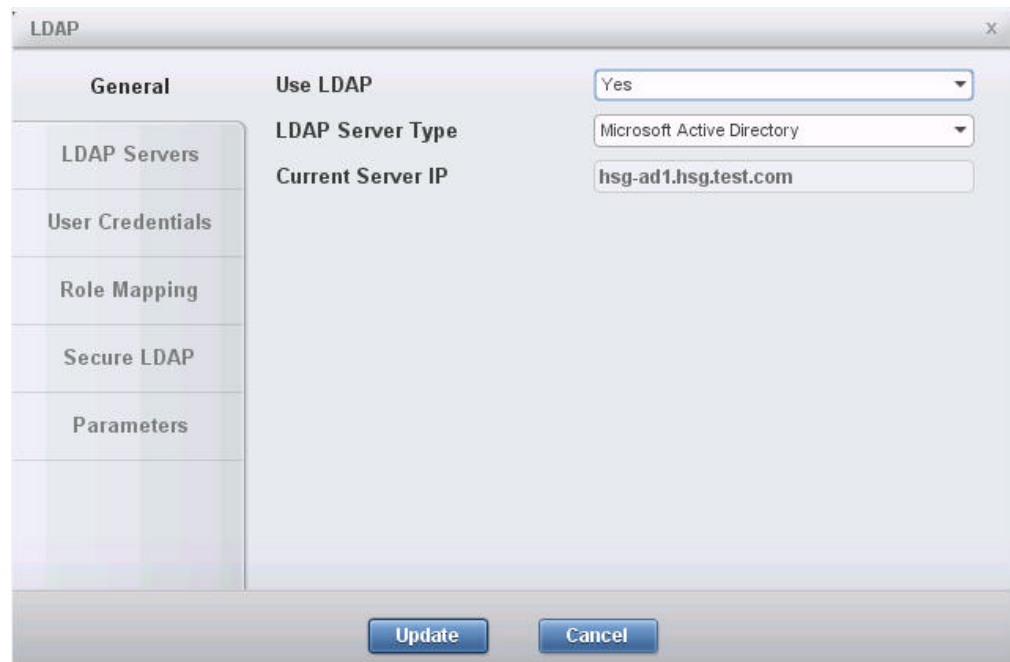 LDAP x
General
LDAP Servers
User Credentials
Role Mapping
Secure LDAP
Parameters
Use LDAP Yes
LDAP Server Type Microsoft Active Directory
Current Server IP hsg-ad1.hsg.test.com
Update Cancel